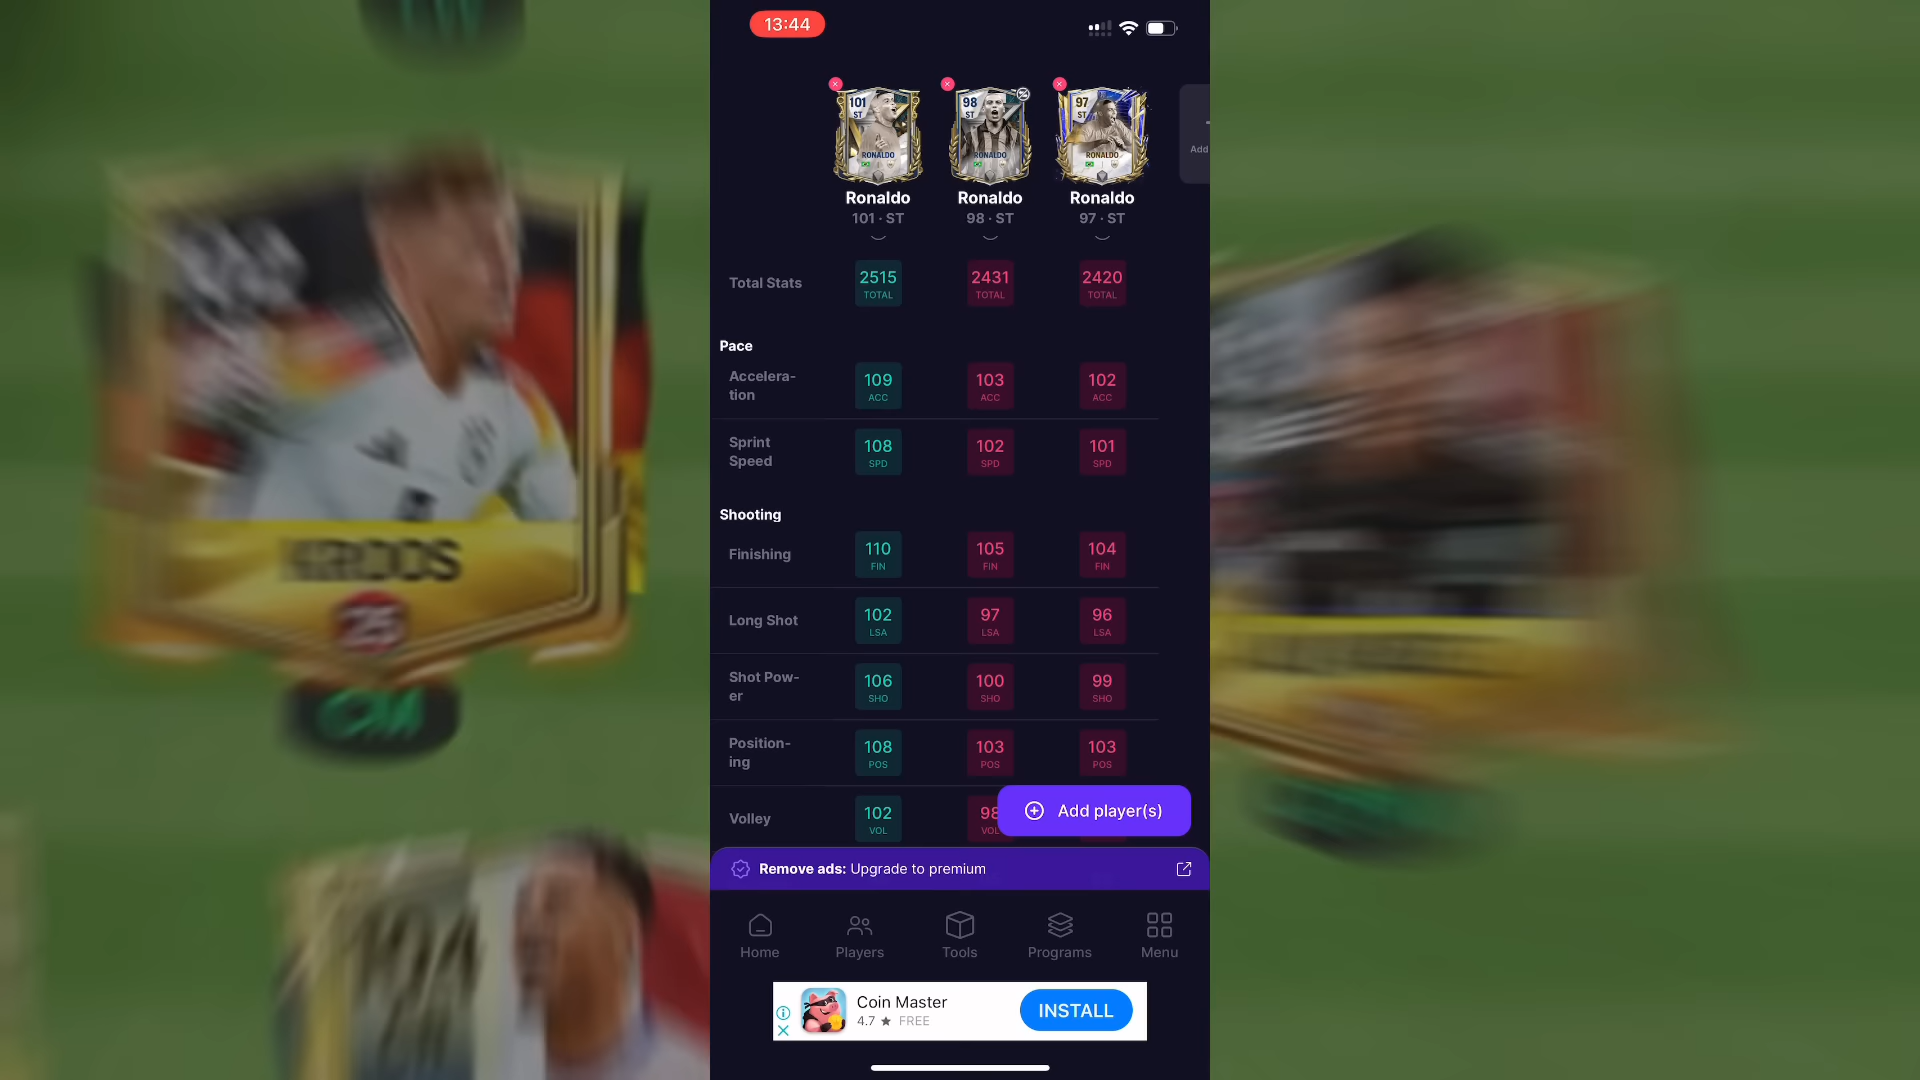 13:44
101
ST
RONALDO
98
ST
RONALDO
97
ST
RONALDO
Add
Ronaldo
101 · ST
Ronaldo
98 · ST
Ronaldo
97 · ST
Total Stats
2515
TOTAL
2431
TOTAL
2420
TOTAL
Pace
Accelera-
tion
109
ACC
103
ACC
102
ACC
Sprint
Speed
108
SPD
102
SPD
101
SPD
Shooting
Finishing
110
FIN
105
FIN
104
FIN
Long Shot
102
LSA
97
LSA
96
LSA
Shot Pow-
er
106
SHO
100
SHO
99
SHO
Position-
ing
108
POS
103
POS
103
POS
Volley
102
VOL
98
VOL
Add player(s)
Remove ads: Upgrade to premium
Home
Players
Tools
Programs
Menu
Coin Master
4.7 ★ FREE
INSTALL
KROOS
25
CM